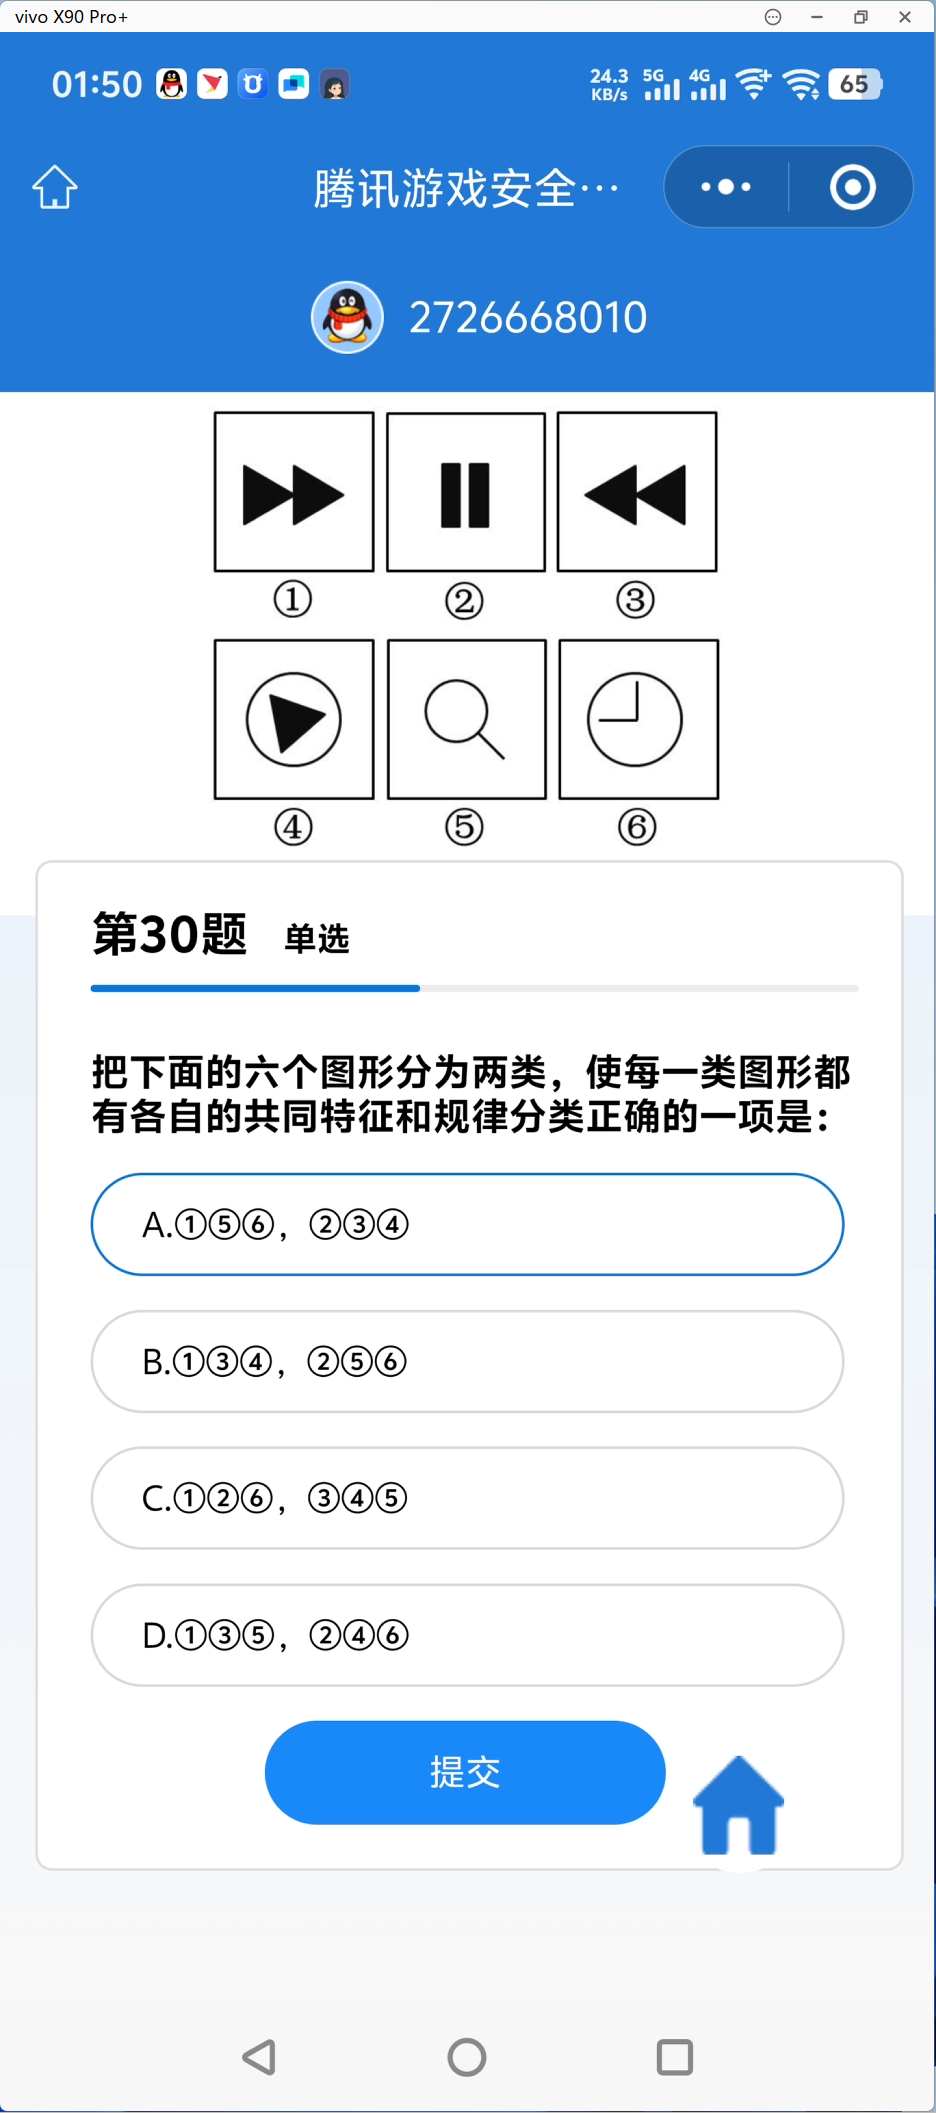 vivo X90 Pro+
01:50
24.3 KB/s 5G 4G 65
腾讯游戏安全…
2726668010
① ② ③
④ ⑤ ⑥
第30题 单选
把下面的六个图形分为两类，使每一类图形都
有各自的共同特征和规律分类正确的一项是：
A.①⑤⑥，②③④
B.①③④，②⑤⑥
C.①②⑥，③④⑤
D.①③⑤，②④⑥
提交